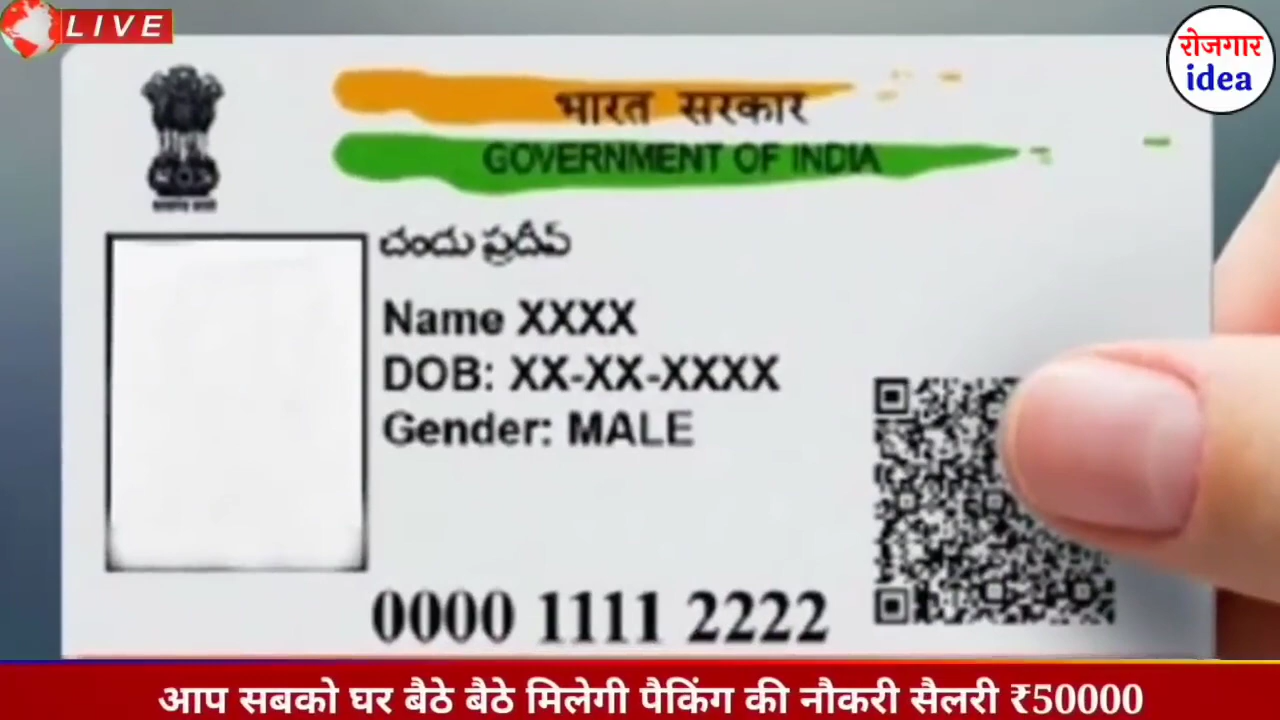 LIVE
रोजगार
idea
भारत सरकार
GOVERNMENT OF INDIA
చందు ప్రదీప్
Name XXXX
DOB: XX-XX-XXXX
Gender: MALE
0000 1111 2222
आप सबको घर बैठे बैठे मिलेगी पैकिंग की नौकरी सैलरी ₹50000